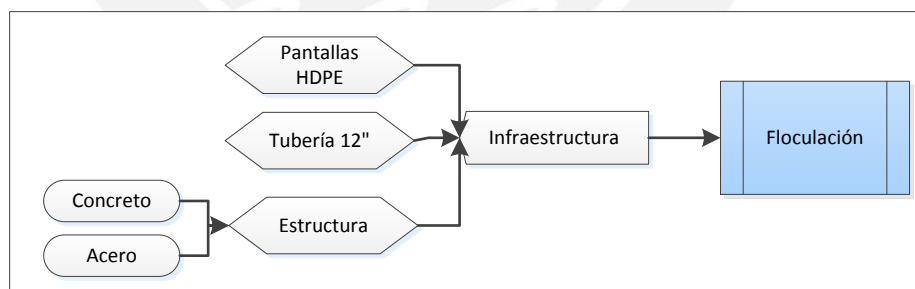 Pantallas
HDPE
Tubería 12"
Infraestructura
Floculación
Concreto
Estructura
Acero